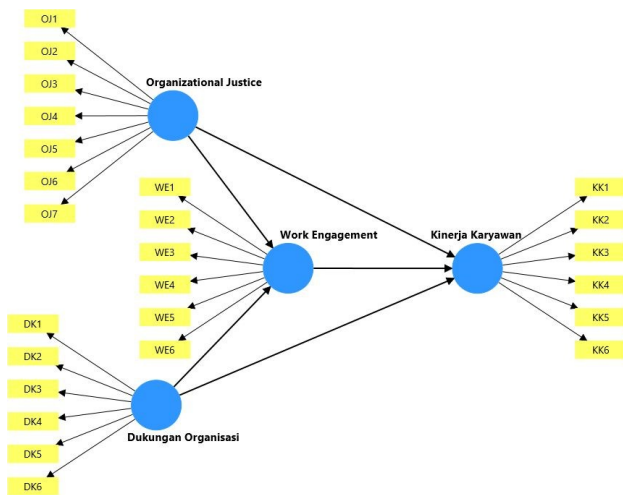 OJ1
OJ2
OJ3
OJ4
OJ5
OJ6
OJ7
Organizational Justice
WE1
WE2
WE3
WE4
WE5
WE6
Work Engagement
Kinerja Karyawan
KK1
KK2
KK3
KK4
KK5
KK6
DK1
DK2
DK3
DK4
DK5
DK6
Dukungan Organisasi